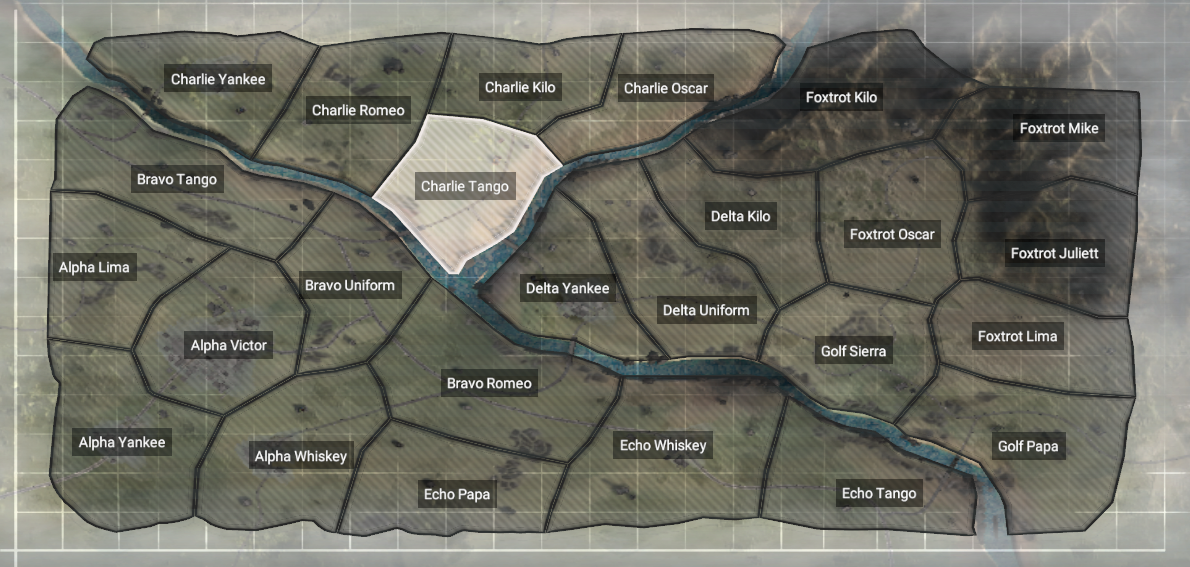 Charlie Yankee
Charlie Romeo
Charlie Kilo
Charlie Oscar
Foxtrot Kilo
Foxtrot Mike
Bravo Tango
Charlie Tango
Delta Kilo
Foxtrot Oscar
Foxtrot Juliett
Alpha Lima
Bravo Uniform
Delta Yankee
Delta Uniform
Alpha Victor
Golf Sierra
Foxtrot Lima
Bravo Romeo
Alpha Yankee
Alpha Whiskey
Echo Whiskey
Golf Papa
Echo Papa
Echo Tango